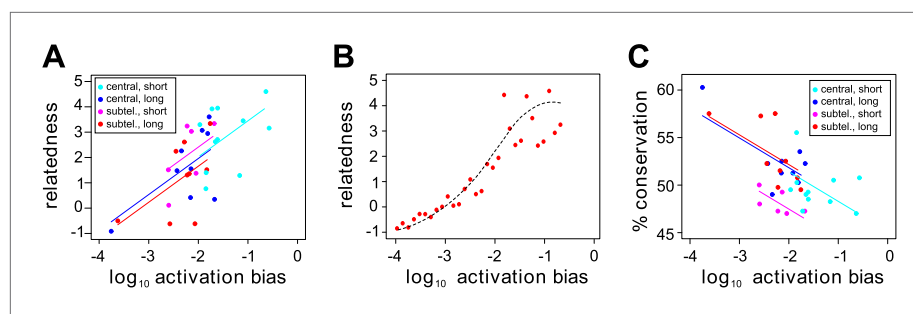 A
B
C
relatedness
5
4
3
2
1
0
-1
central, short
central, long
subtel., short
subtel., long
-4 -3 -2 -1 0
log10 activation bias
relatedness
5
4
3
2
1
0
-1
-4 -3 -2 -1 0
log10 activation bias
% conservation
60
55
50
45
central, short
central, long
subtel., short
subtel., long
-4 -3 -2 -1 0
log10 activation bias